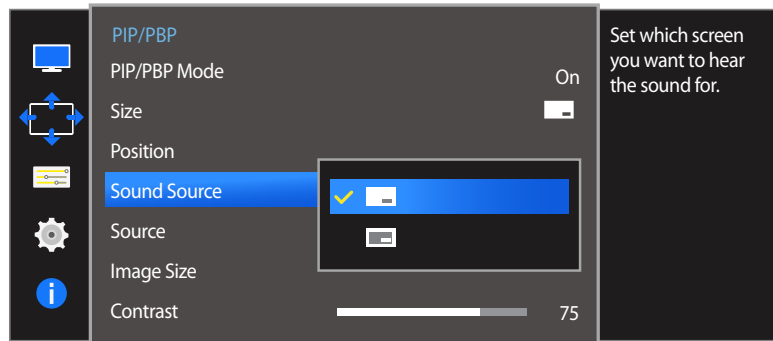 PIP/PBP
PIP/PBP Mode
On
Size
Position
Sound Source
Source
Image Size
Contrast
75
Set which screen
you want to hear
the sound for.